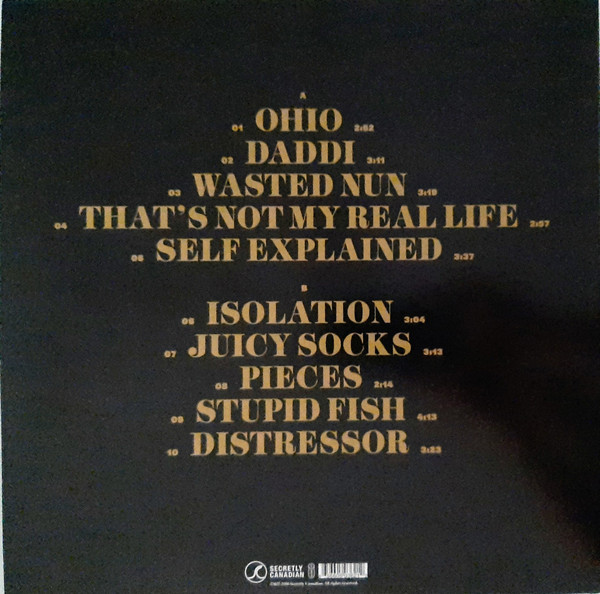 A
01 OHIO 2:52
02 DADDI 3:11
03 WASTED NUN 3:19
04 THAT'S NOT MY REAL LIFE 2:57
05 SELF EXPLAINED 3:37
B
06 ISOLATION 3:04
07 JUICY SOCKS 3:13
08 PIECES 2:14
09 STUPID FISH 4:13
10 DISTRESSOR 3:23
SECRETLY
CANADIAN